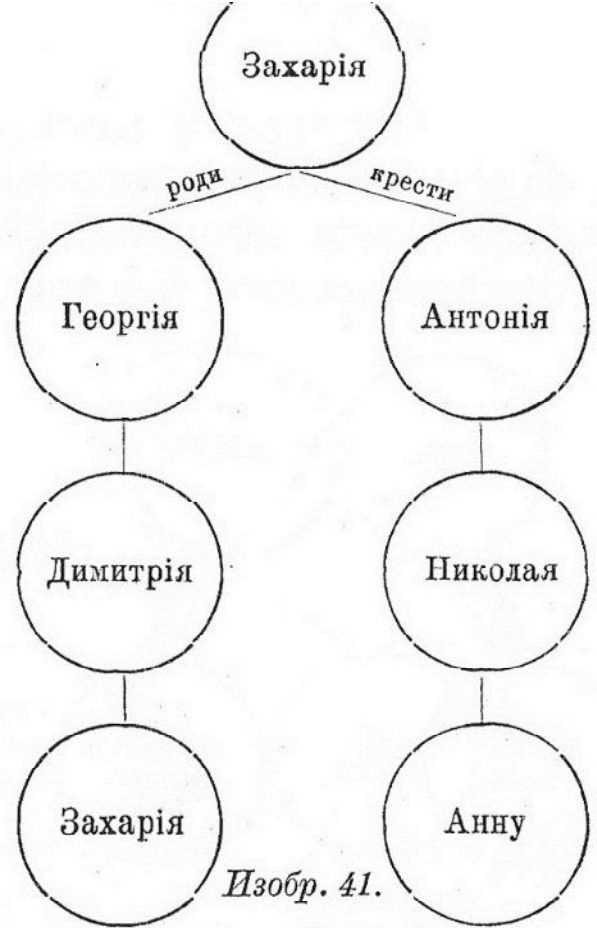 Захарія
роди крести
Георгія Антонія
Димитрія Николая
Захарія Анну
Изобр. 41.